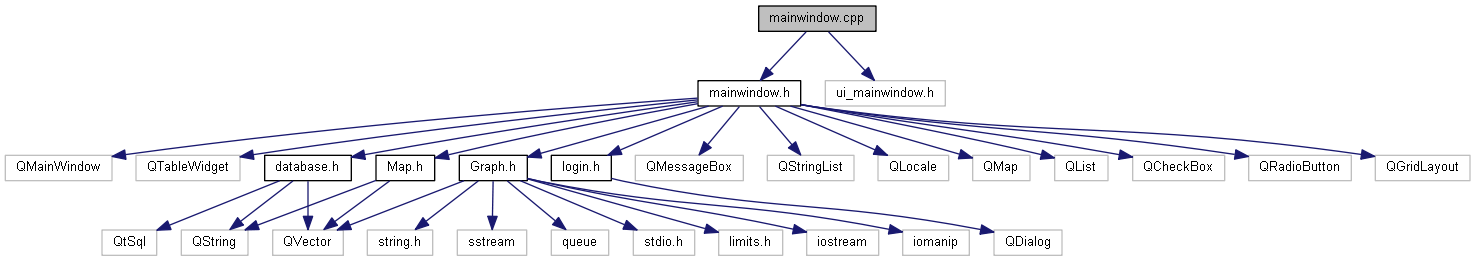 mainwindow.cpp
mainwindow.h
ui_mainwindow.h
QMainWindow
QTableWidget
database.h
Map.h
Graph.h
login.h
QMessageBox
QStringList
QLocale
QMap
QList
QCheckBox
QRadioButton
QGridLayout
QtSql
QString
QVector
string.h
sstream
queue
stdio.h
limits.h
iostream
iomanip
QDialog